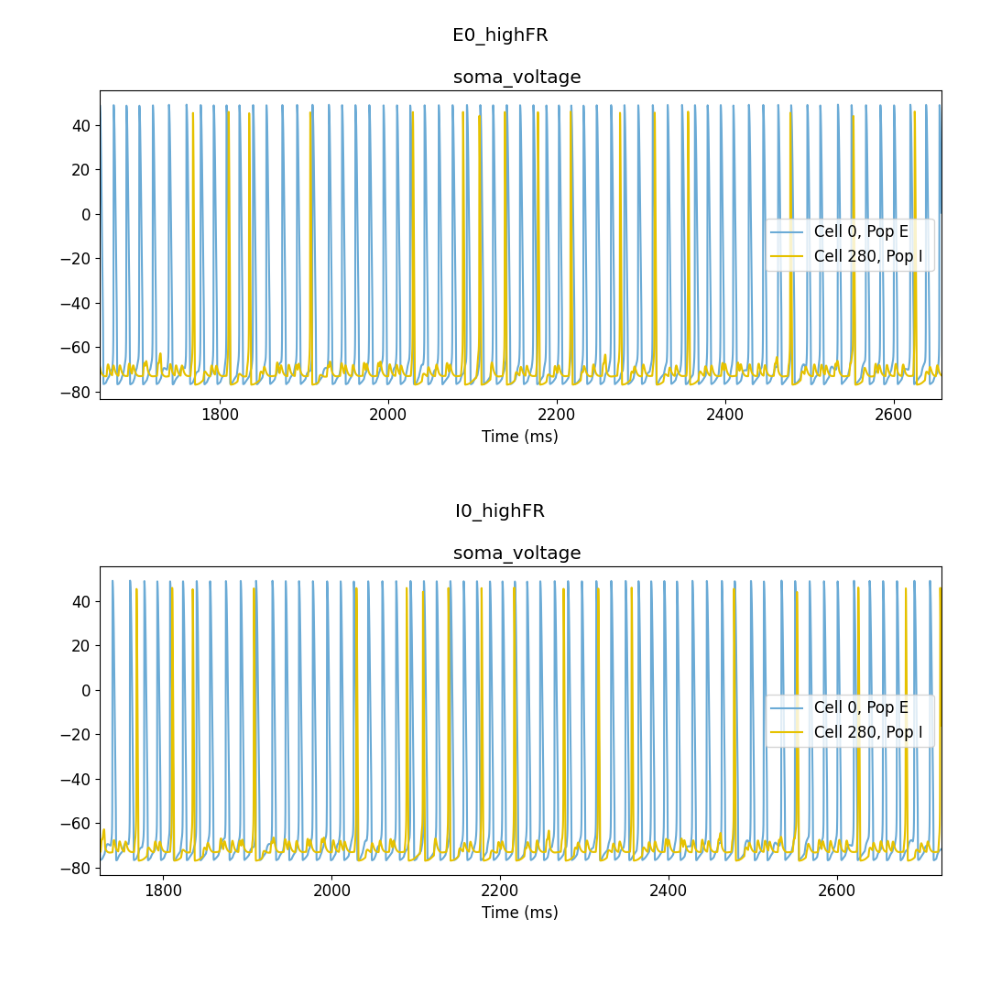 E0_highFR
soma_voltage
40
20
0
−20
−40
−60
−80
Cell 0, Pop E
Cell 280, Pop I
1800 2000 2200 2400 2600
Time (ms)
I0_highFR
soma_voltage
40
20
0
−20
−40
−60
−80
Cell 0, Pop E
Cell 280, Pop I
1800 2000 2200 2400 2600
Time (ms)